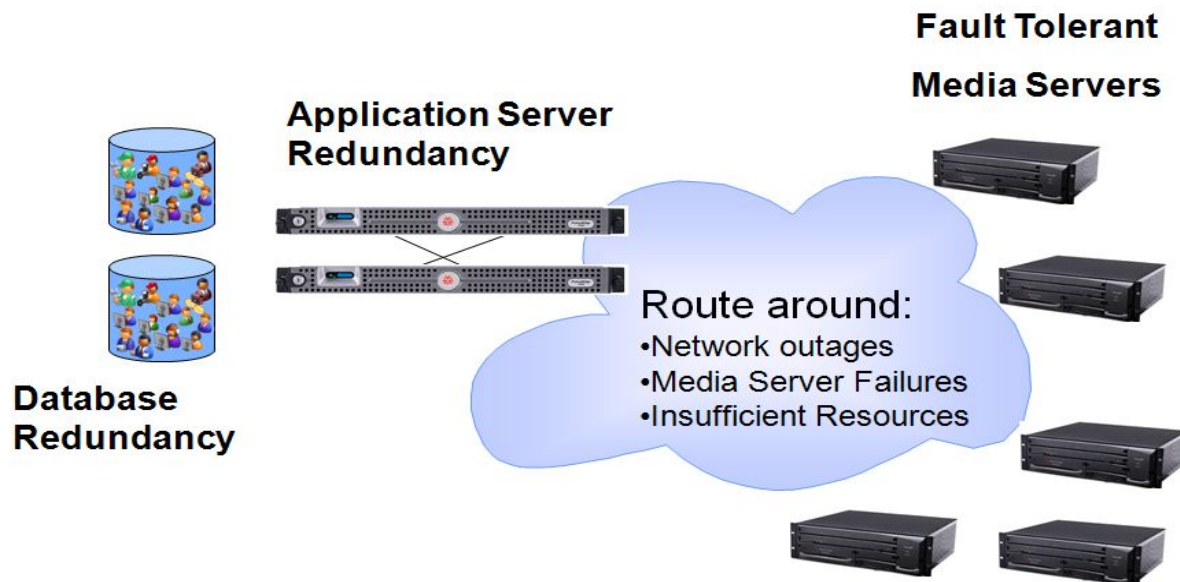 Fault Tolerant
Media Servers
Application Server
Redundancy
Route around:
•Network outages
•Media Server Failures
•Insufficient Resources
Database
Redundancy